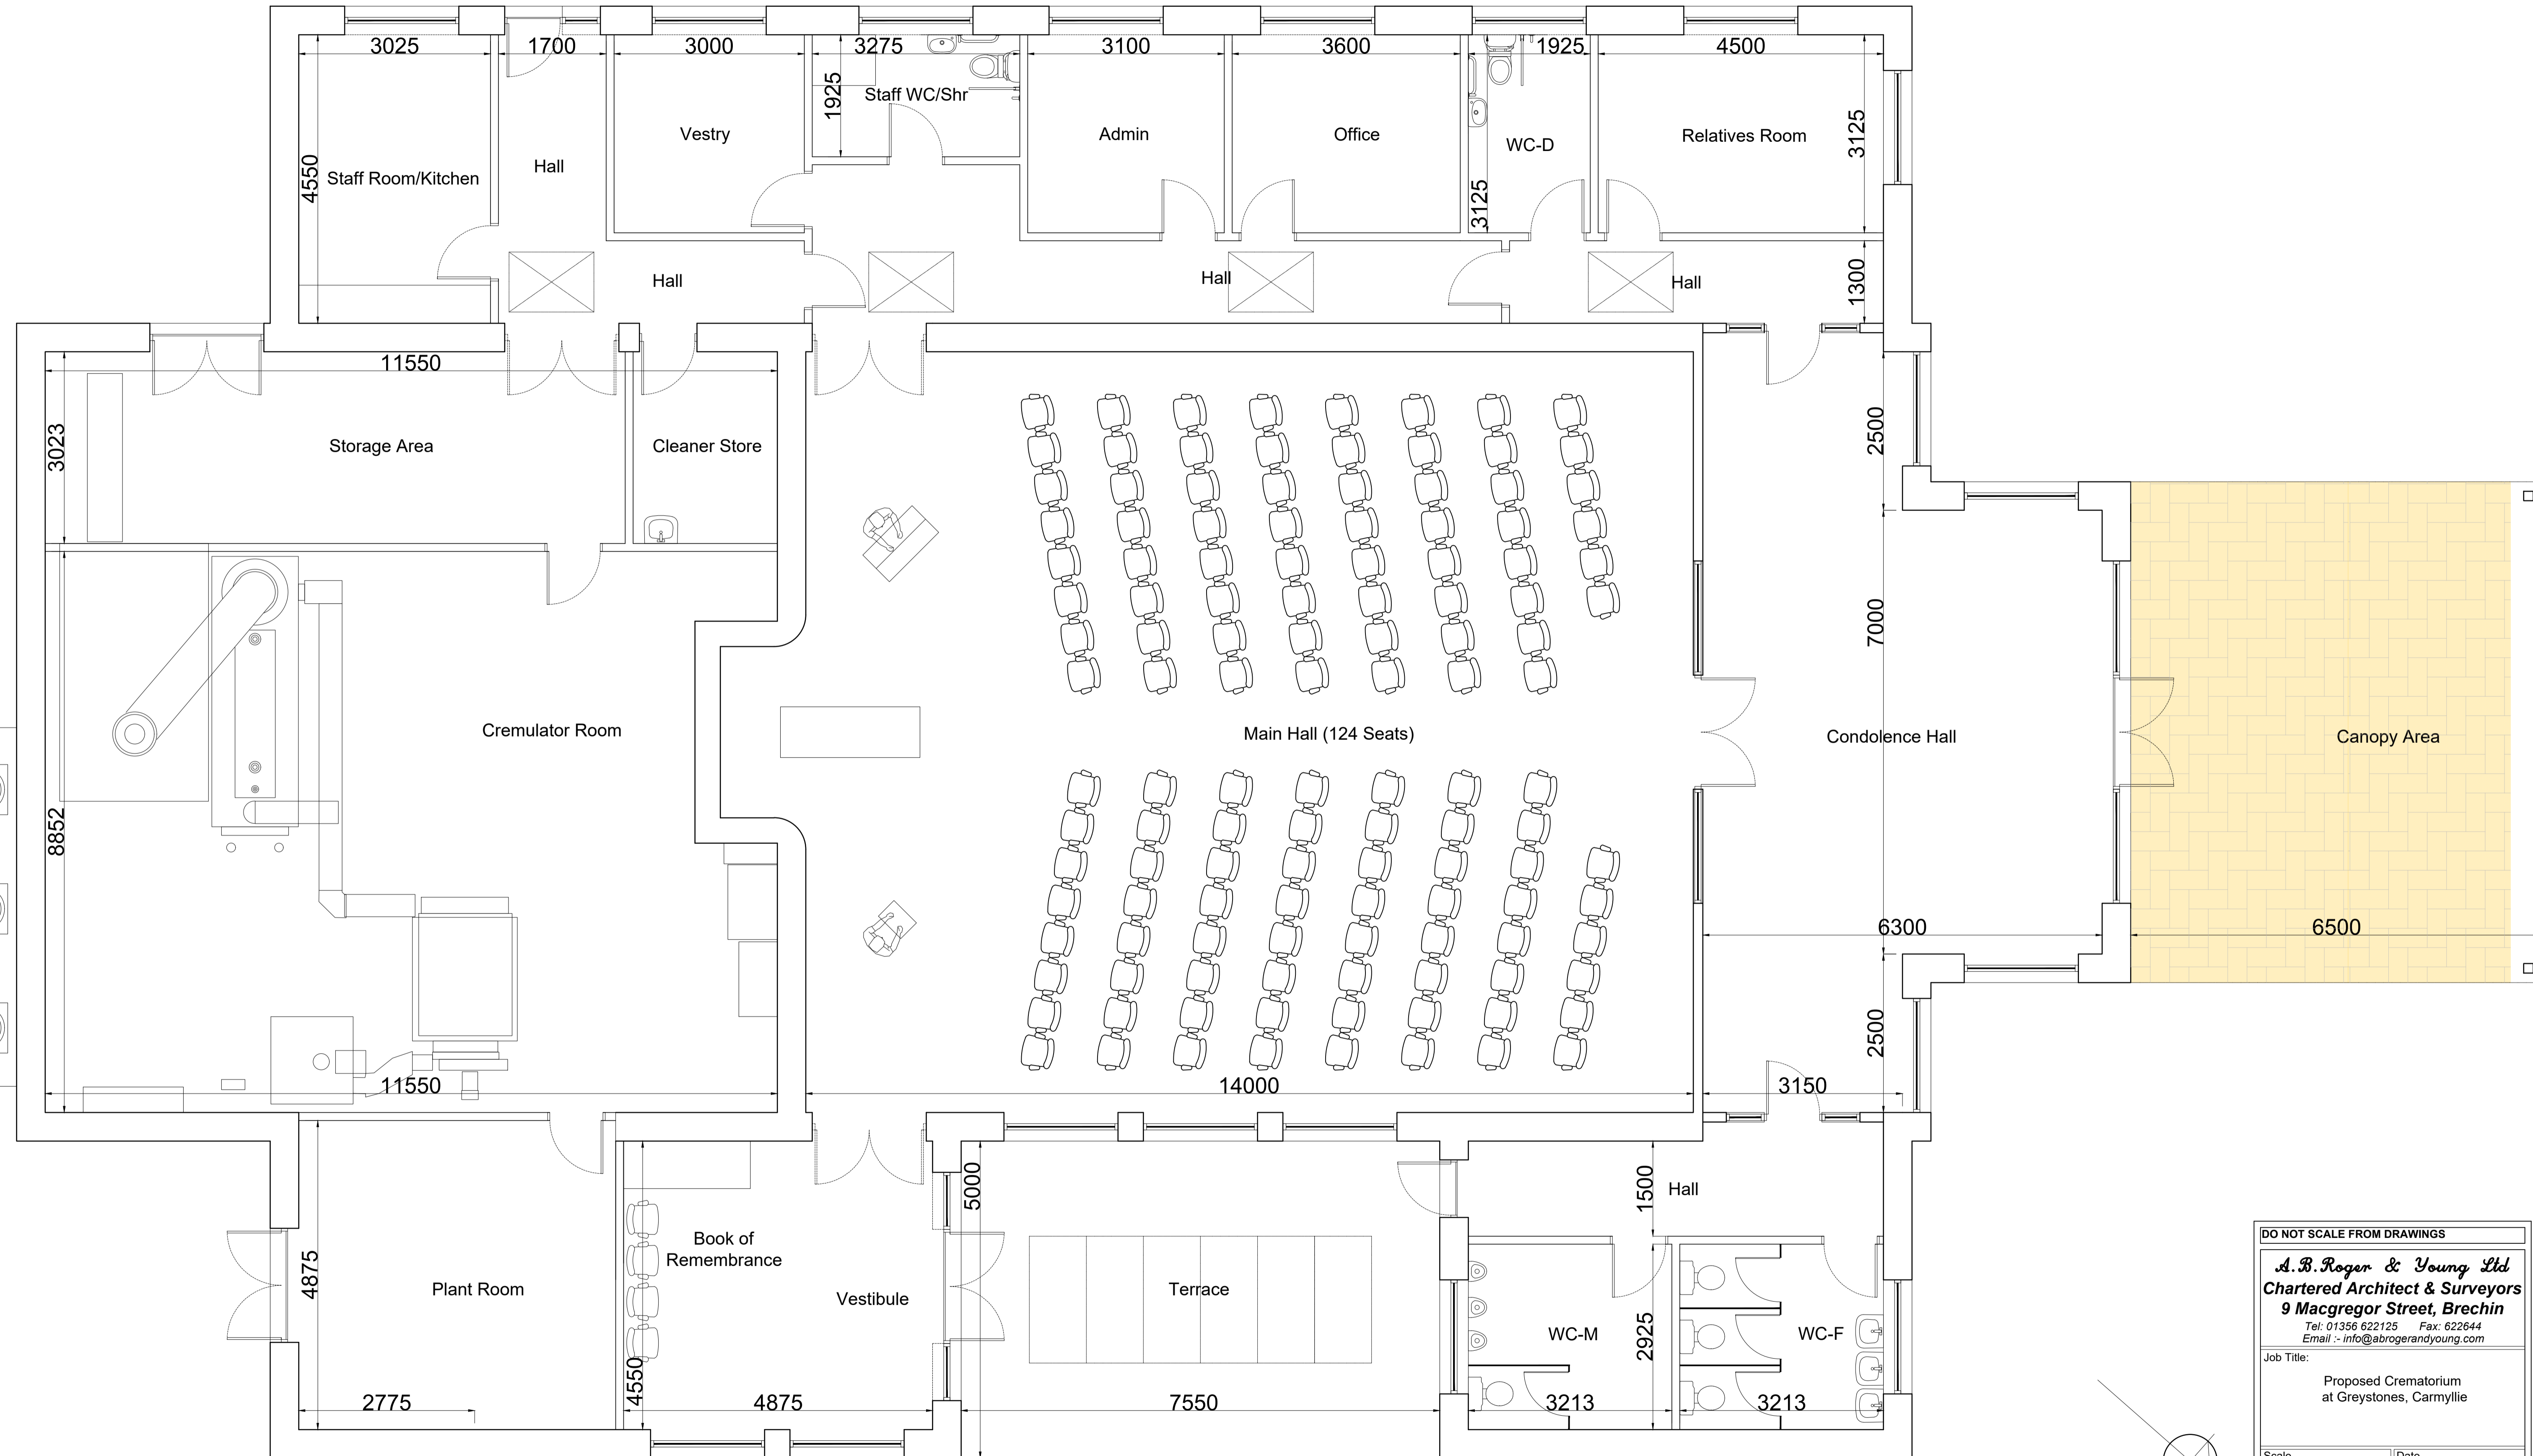 3025
1700
3000
3275
3100
3600
1925
4500
1925
Staff WC/Shr
4550
Staff Room/Kitchen
Hall
Vestry
Admin
Office
WC-D
3125
Relatives Room
3125
Hall
Hall
Hall
1300
11550
3023
Storage Area
Cleaner Store
2500
Cremulator Room
8852
Main Hall (124 Seats)
7000
Condolence Hall
Canopy Area
6300
6500
2500
11550
14000
3150
4875
Plant Room
2775
Book of
Remembrance
Vestibule
4550
4875
5000
Terrace
7550
1500
Hall
WC-M
2925
WC-F
3213
3213
DO NOT SCALE FROM DRAWINGS
A.B.Roger & Young Ltd
Chartered Architect & Surveyors
9 Macgregor Street, Brechin
Tel: 01356 622125 Fax: 622644
Email :- info@abrogerandyoung.com
Job Title:
Proposed Crematorium
at Greystones, Carmyllie
Scale
Date